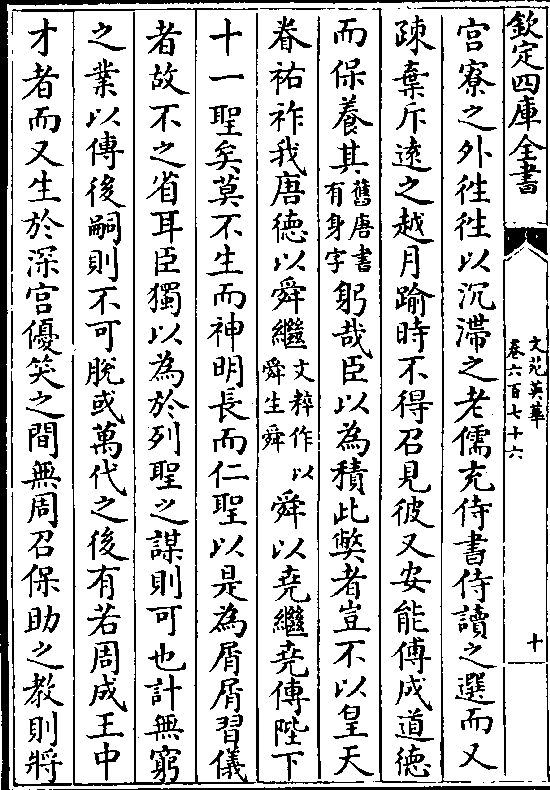 欽定四庫全書
文苑英華
卷六百七十六
十
宫寮之外徃徃以沉滯之老儒充侍書侍讀之選而又
疎棄斥逺之越月踰時不得召見彼又安能傅成道徳
而保養其舊唐書有身字躬哉臣以為積此弊者豈不以皇天
眷祐祚我唐徳以舜繼文粹作以舜生舜舜以堯繼堯傳陛下
十一聖矣莫不生而神明長而仁聖以是為屑屑習儀
者故不之省耳臣獨以為於列聖之謀則可也計無窮
之業以傳後嗣則不可脱或萬代之後有若周成王中
才者而又生於深宫優笑之間無周召保助之教則將